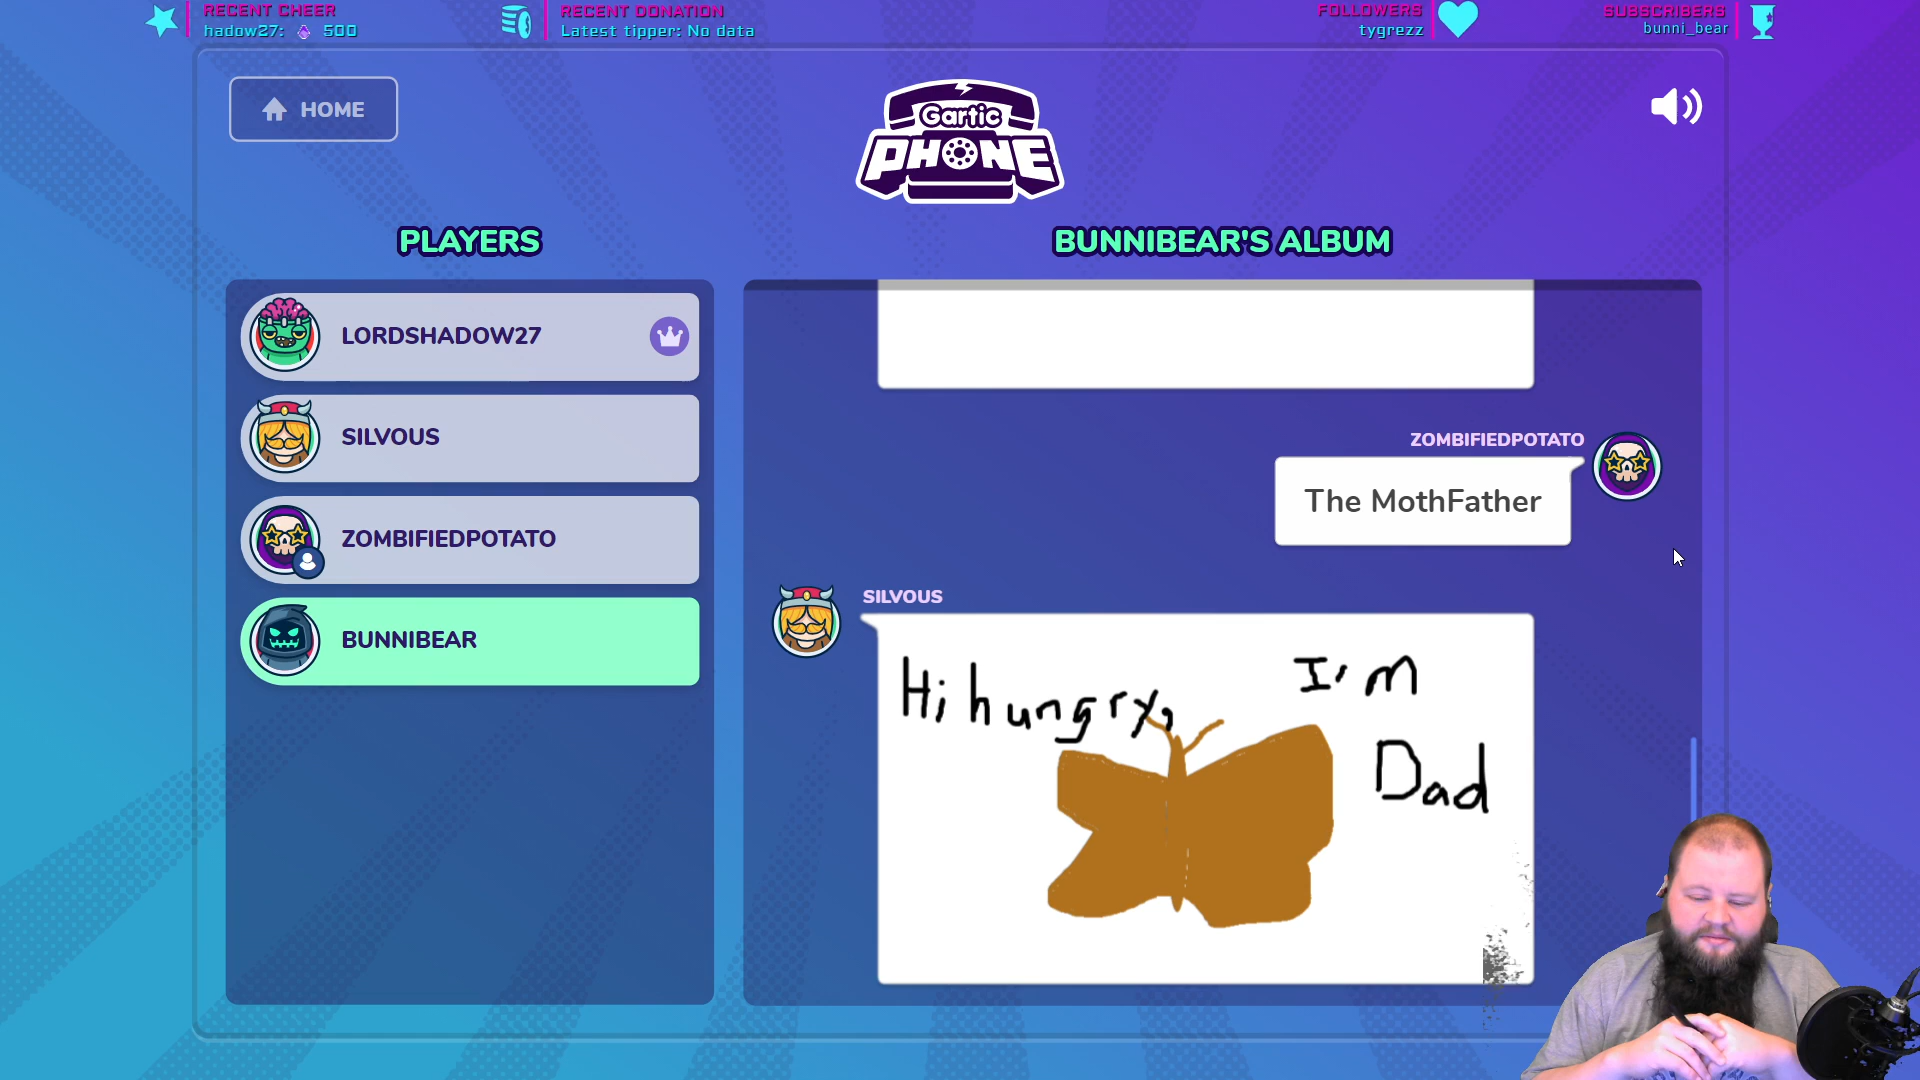 RECENT CHEER
hadow27: 500
RECENT DONATION
Latest tipper: No data
FOLLOWERS
tygrezz
SUBSCRIBERS
bunni_bear
HOME
Gartic
PHONE
PLAYERS
BUNNIBEAR'S ALBUM
LORDSHADOW27
SILVOUS
ZOMBIFIEDPOTATO
BUNNIBEAR
ZOMBIFIEDPOTATO
The MothFather
SILVOUS
Hi hungry,
I'm
Dad